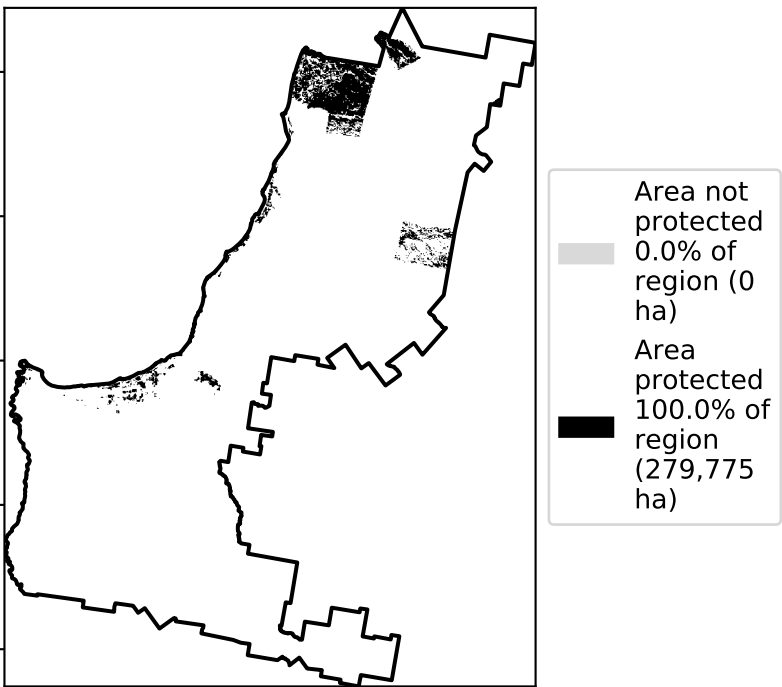 Area not
protected
0.0% of
region (0
ha)
Area
protected
100.0% of
region
(279,775
ha)